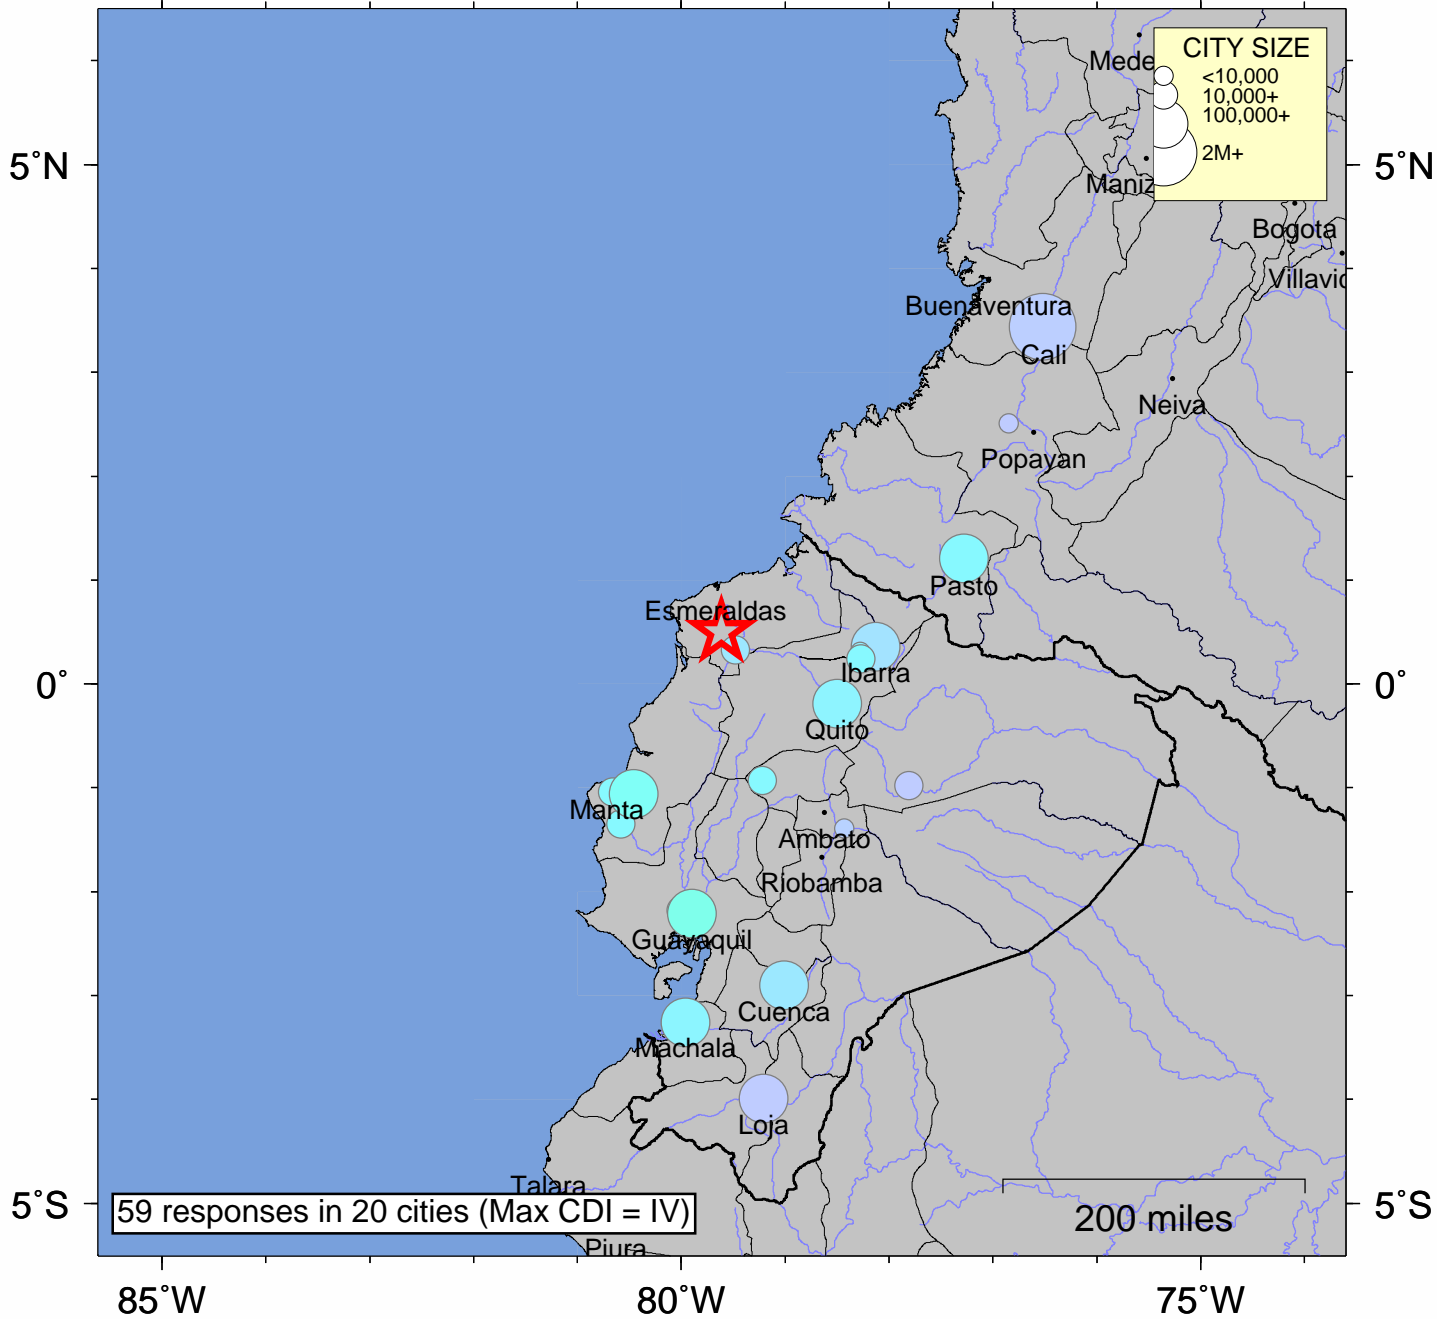 Mede
CITY SIZE
<10,000
10,000+
100,000+
2M+
5°N
5°N
Maniz
Bogota
Villavic
Buenaventura
Cali
Neiva
Popayan
Pasto
Esmeraldas
0°
0°
Ibarra
Quito
Manta
Ambato
Riobamba
Guayaquil
Cuenca
Machala
Loja
Talara
5°S
59 responses in 20 cities (Max CDI = IV)
200 miles
5°S
Piura
85°W
80°W
75°W